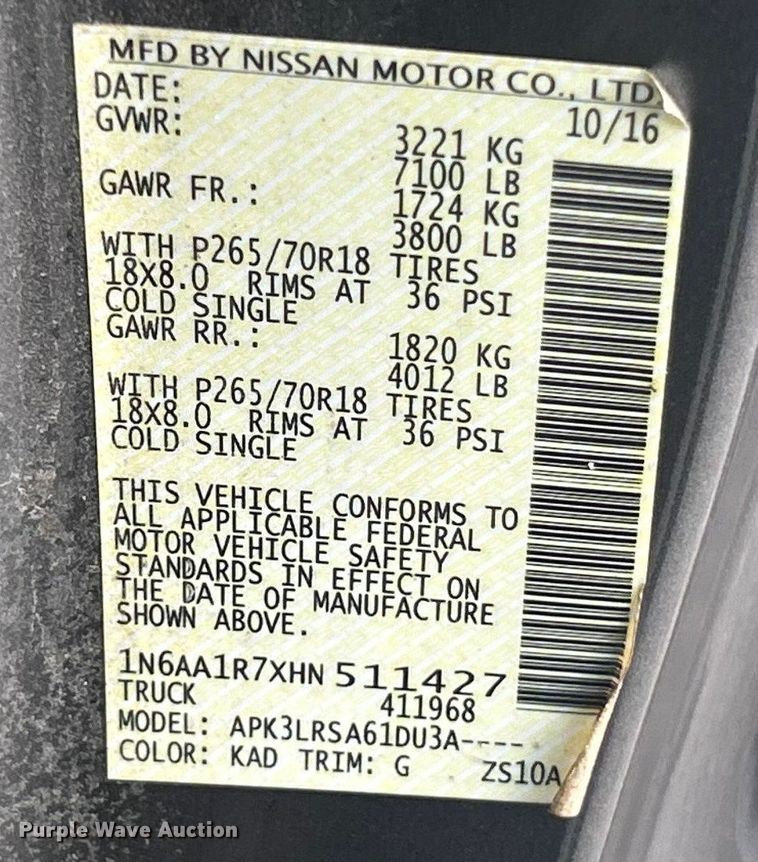 MFD BY NISSAN MOTOR CO., LTD.
DATE: 10/16
GVWR: 3221 KG
7100 LB
GAWR FR.: 1724 KG
3800 LB
WITH P265/70R18 TIRES
18X8.0 RIMS AT 36 PSI
COLD SINGLE
GAWR RR.: 1820 KG
4012 LB
WITH P265/70R18 TIRES
18X8.0 RIMS AT 36 PSI
COLD SINGLE
THIS VEHICLE CONFORMS TO
ALL APPLICABLE FEDERAL
MOTOR VEHICLE SAFETY
STANDARDS IN EFFECT ON
THE DATE OF MANUFACTURE
SHOWN ABOVE.
1N6AA1R7XHN 511427
TRUCK 411968
MODEL: APK3LRSA61DU3A----
COLOR: KAD TRIM: G ZS10A
Purple Wave Auction